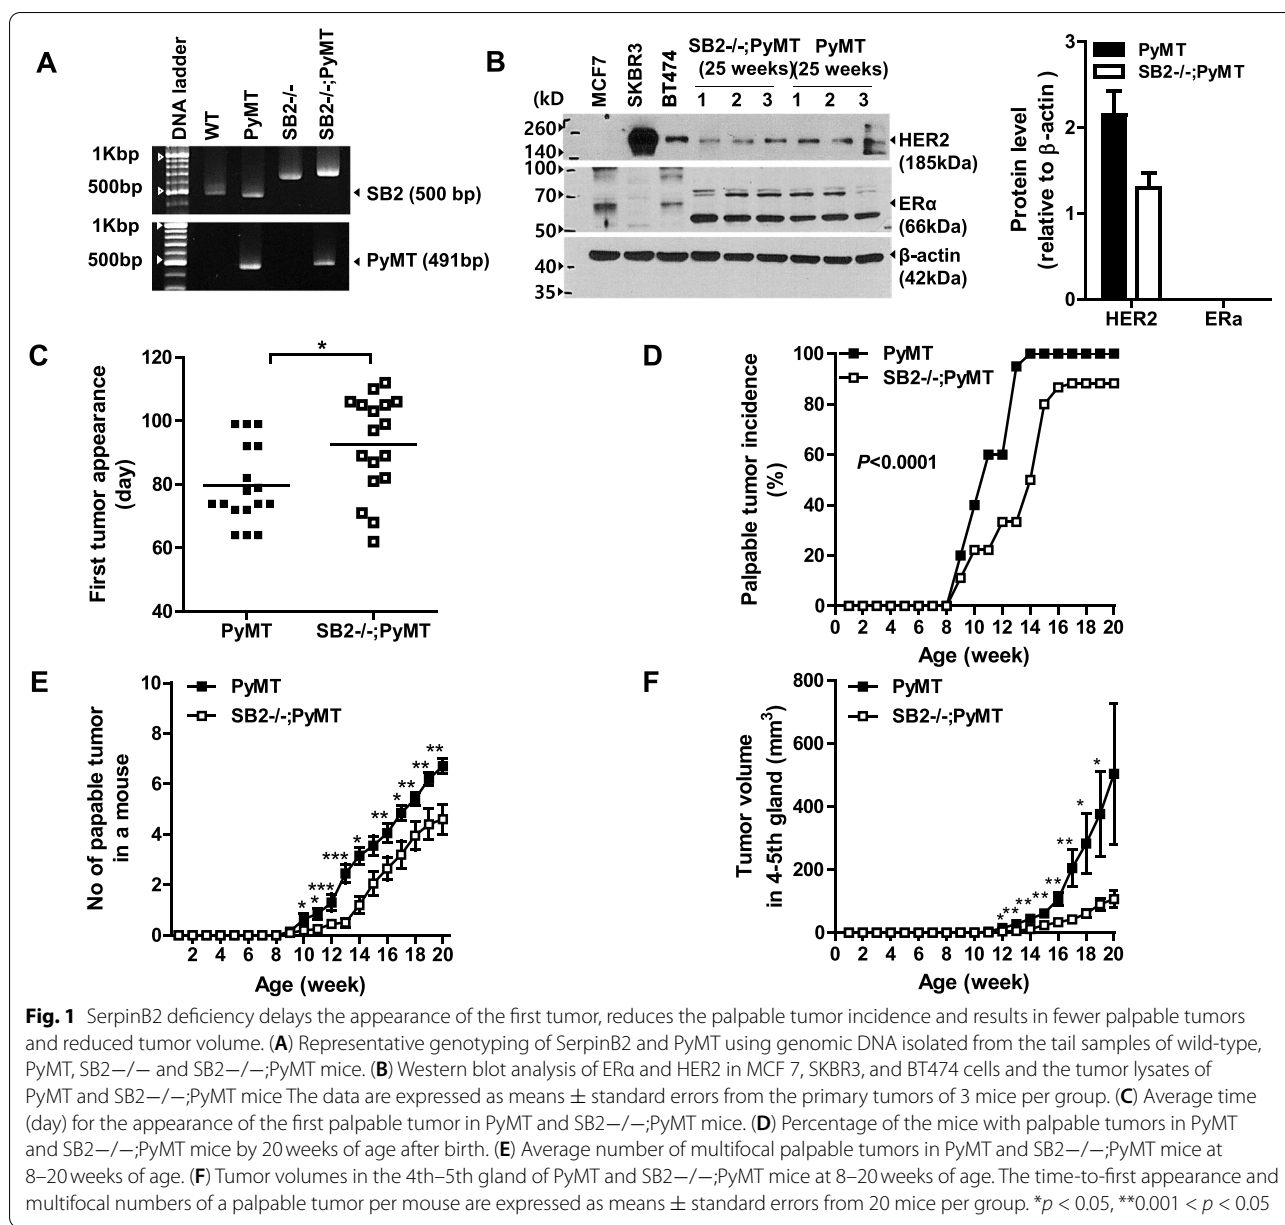 A
DNA ladder
WT
PyMT
SB2-/-
SB2-/-;PyMT
1Kbp
500bp
SB2 (500 bp)
1Kbp
500bp
PyMT (491bp)
B
MCF7
SKBR3
BT474
SB2-/-;PyMT PyMT
(25 weeks)(25 weeks)
1 2 3 1 2 3
(kD
260
140
HER2
(185kDa)
100
70
50
ERα
(66kDa)
40
35
β-actin
(42kDa)
PyMT
SB2-/-;PyMT
Protein level
(relative to β-actin )
3
2
1
0
HER2 ERa
C
First tumor appearance
(day)
120
100
80
60
40
*
PyMT SB2-/-;PyMT
D
Palpable tumor incidence
(%)
100
80
60
40
20
0
PyMT
SB2-/-;PyMT
P<0.0001
0 2 4 6 8 10 12 14 16 18 20
Age (week)
E
No of papable tumor
in a mouse
10
8
6
4
2
0
PyMT
SB2-/-;PyMT
* *** * *** * ** * ** ** **
2 4 6 8 10 12 14 16 18 20
Age (week)
F
Tumor volume
in 4-5th gland (mm3)
800
600
400
200
0
PyMT
SB2-/-;PyMT
* ** ** ** ** ** * *
0 2 4 6 8 10 12 14 16 18 20
Age (week)
Fig. 1 SerpinB2 deficiency delays the appearance of the first tumor, reduces the palpable tumor incidence and results in fewer palpable tumors
and reduced tumor volume. (A) Representative genotyping of SerpinB2 and PyMT using genomic DNA isolated from the tail samples of wild-type,
PyMT, SB2−/− and SB2−/−;PyMT mice. (B) Western blot analysis of ERα and HER2 in MCF 7, SKBR3, and BT474 cells and the tumor lysates of
PyMT and SB2−/−;PyMT mice The data are expressed as means ± standard errors from the primary tumors of 3 mice per group. (C) Average time
(day) for the appearance of the first palpable tumor in PyMT and SB2−/−;PyMT mice. (D) Percentage of the mice with palpable tumors in PyMT
and SB2−/−;PyMT mice by 20 weeks of age after birth. (E) Average number of multifocal palpable tumors in PyMT and SB2−/−;PyMT mice at
8–20 weeks of age. (F) Tumor volumes in the 4th–5th gland of PyMT and SB2−/−;PyMT mice at 8–20 weeks of age. The time-to-first appearance and
multifocal numbers of a palpable tumor per mouse are expressed as means ± standard errors from 20 mice per group. *p < 0.05, **0.001 < p < 0.05